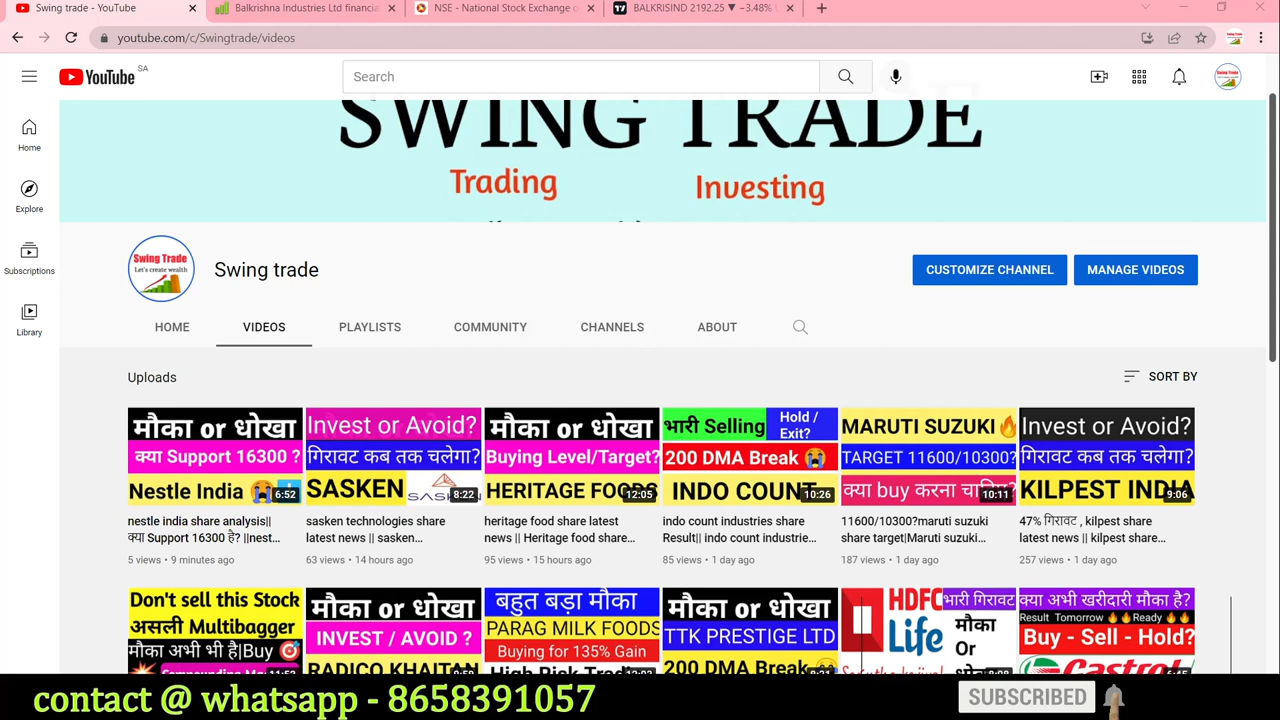 Swing trade - YouTube
Balkrishna Industries Ltd financia
NSE - National Stock Exchange o
BALKRISIND 2192.25 ▼ −3.48%
youtube.com/c/Swingtrade/videos
YouTube SA
Search
SWING TRADE
Trading
Investing
Home
Explore
Subscriptions
Library
Swing Trade
Let's create wealth
Swing trade
CUSTOMIZE CHANNEL
MANAGE VIDEOS
HOME
VIDEOS
PLAYLISTS
COMMUNITY
CHANNELS
ABOUT
Uploads
SORT BY
मौका or धोखा
क्या Support 16300 ?
Nestle India
6:52
nestle india share analysis||
क्या Support 16300 है? ||nest...
5 views • 9 minutes ago
Invest or Avoid?
गिरावट कब तक चलेगा?
SASKEN
8:22
sasken technologies share
latest news || sasken...
63 views • 14 hours ago
मौका or धोखा
Buying Level/Target?
HERITAGE FOODS
12:05
heritage food share latest
news || Heritage food share...
95 views • 15 hours ago
भारी Selling
Hold /
Exit?
200 DMA Break
INDO COUNT
10:26
indo count industries share
Result|| indo count industrie...
85 views • 1 day ago
MARUTI SUZUKI
TARGET 11600/10300?
क्या buy करना चाहिए?
10:11
11600/10300?maruti suzuki
share target|Maruti suzuki...
187 views • 1 day ago
Invest or Avoid?
गिरावट कब तक चलेगा?
KILPEST INDIA
9:06
47% गिरावट , kilpest share
latest news || kilpest share...
257 views • 1 day ago
Don't sell this Stock
असली Multibagger
मौका अभी भी है|Buy
मौका or धोखा
INVEST / AVOID ?
RADICO KHAITAN
बहुत बड़ा मौका
PARAG MILK FOODS
Buying for 135% Gain
High Risk
मौका or धोखा
TTK PRESTIGE LTD
200 DMA Break
HDFC
Life
भारी गिरावट
मौका
Or
क्या अभी खरीदारी मौका है?
Result Tomorrow Ready
Buy - Sell - Hold?
Castrol
contact @ whatsapp - 8658391057
SUBSCRIBED